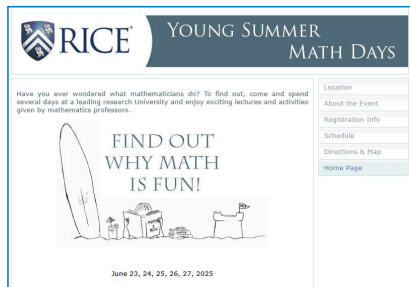 RICE
YOUNG SUMMER
MATH DAYS
Have you ever wondered what mathematicians do? To find out, come and spend
several days at a leading research University and enjoy exciting lectures and activities
given by mathematics professors.
FIND OUT
WHY MATH
IS FUN!
June 23, 24, 25, 26, 27, 2025
Location
About the Event
Registration Info
Schedule
Directions & Map
Home Page